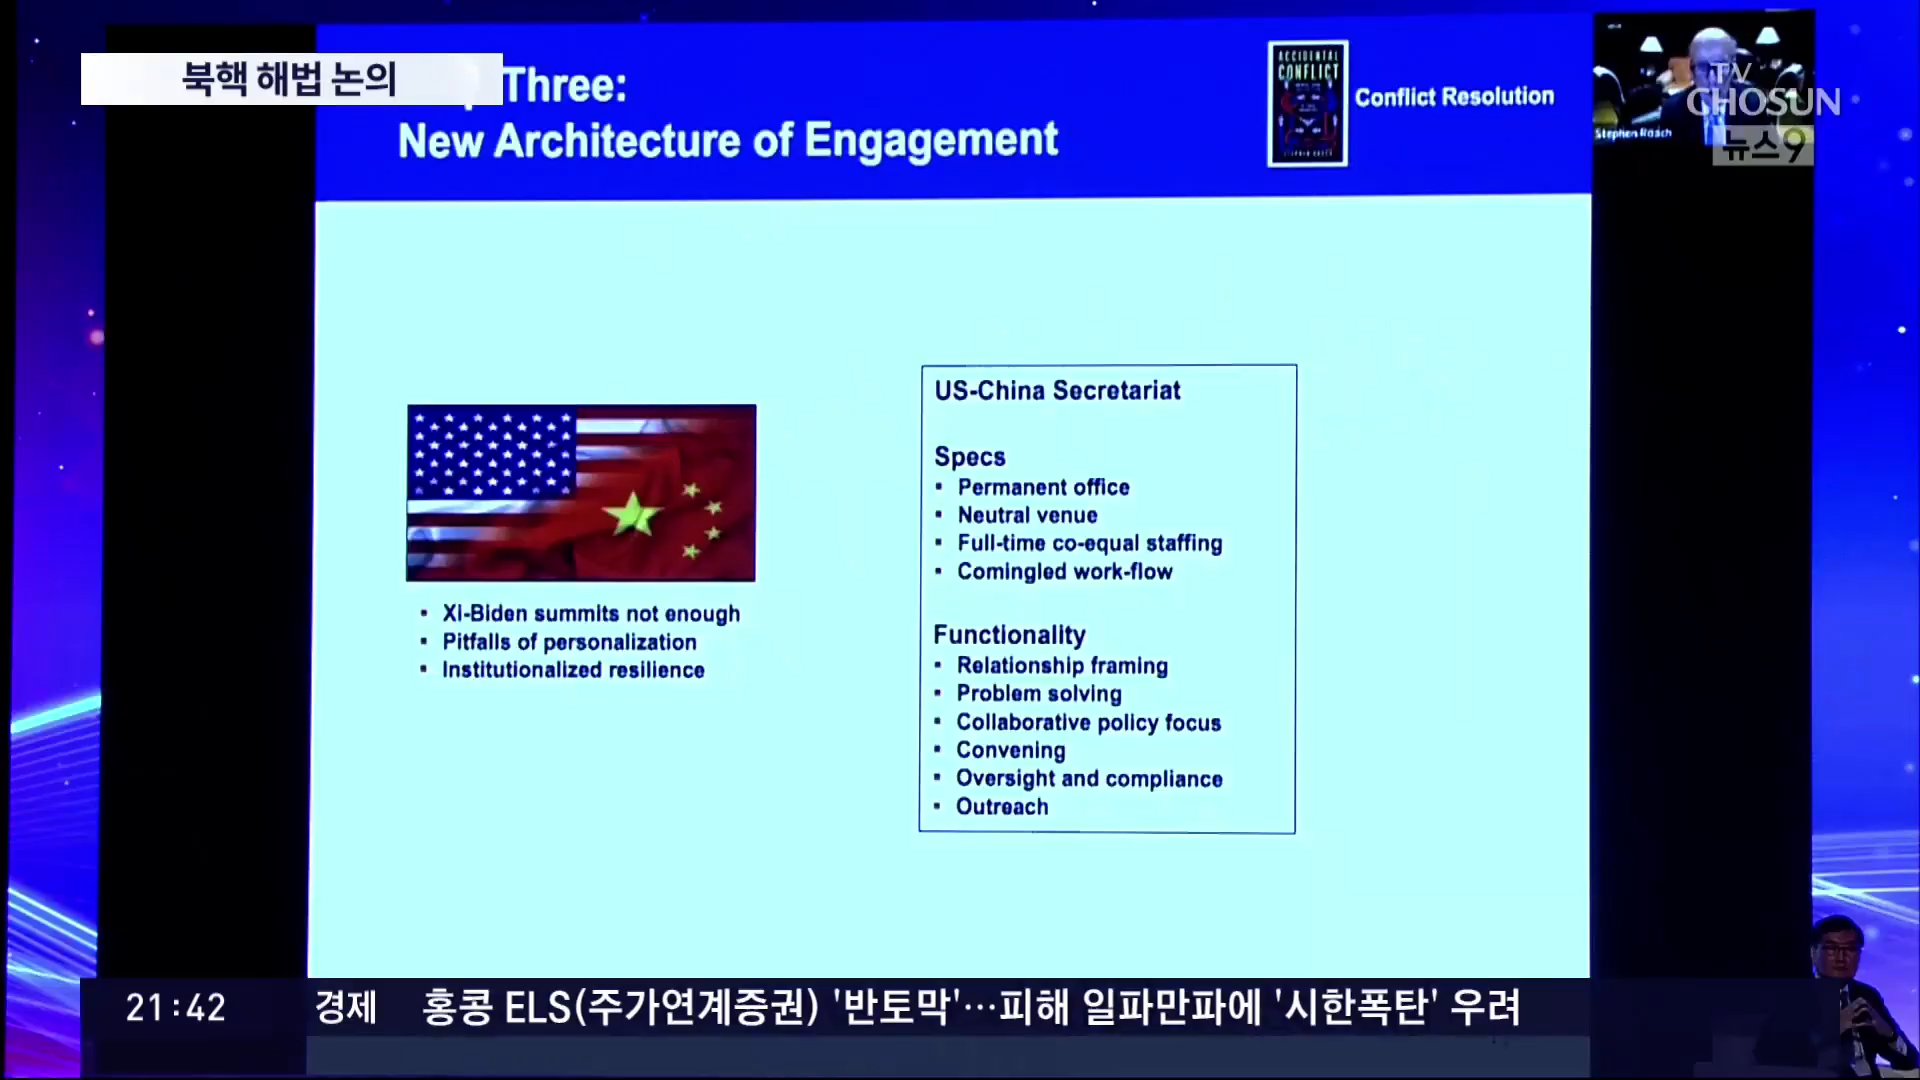 북핵 해법 논의
Three:
New Architecture of Engagement
ACCIDENTAL
CONFLICT
STEPHEN ROACH
Conflict Resolution
Stephen Roach
TV
CHOSUN
뉴스9
US-China Secretariat
Specs
▪ Permanent office
▪ Neutral venue
▪ Full-time co-equal staffing
▪ Comingled work-flow
Functionality
▪ Relationship framing
▪ Problem solving
▪ Collaborative policy focus
▪ Convening
▪ Oversight and compliance
▪ Outreach
▪ Xi-Biden summits not enough
▪ Pitfalls of personalization
▪ Institutionalized resilience
21:42 경제 홍콩 ELS(주가연계증권) '반토막'…피해 일파만파에 '시한폭탄' 우려